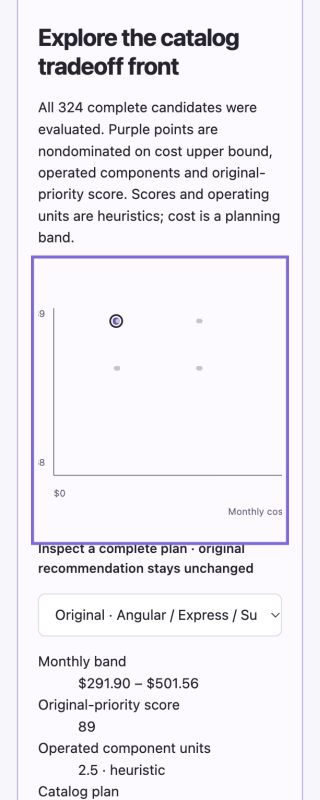 Explore the catalog
tradeoff front
All 324 complete candidates were
evaluated. Purple points are
nondominated on cost upper bound,
operated components and original-
priority score. Scores and operating
units are heuristics; cost is a planning
band.
9
8
$0
Monthly cos
Inspect a complete plan · original
recommendation stays unchanged
Original · Angular / Express / Su
Monthly band
$291.90 – $501.56
Original-priority score
89
Operated component units
2.5 · heuristic
Catalog plan